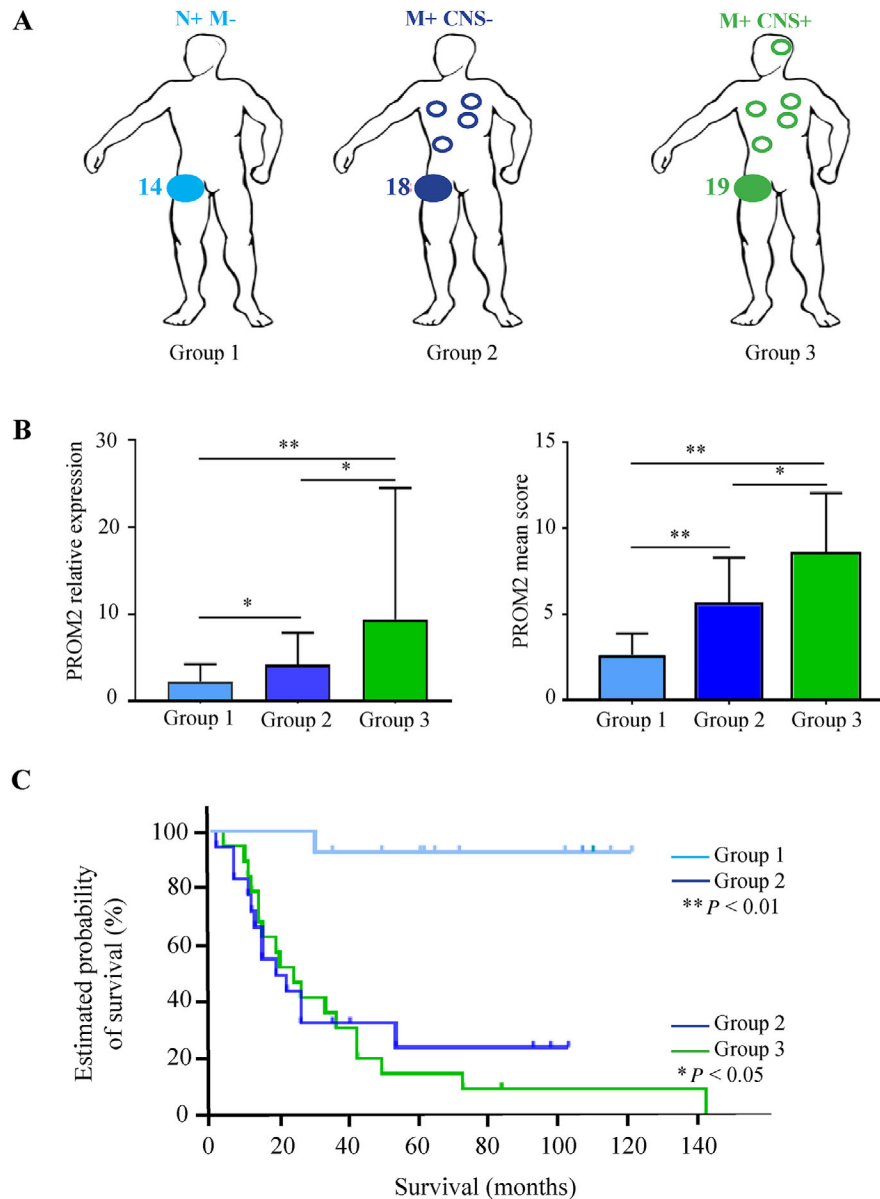 A
N+ M-
M+ CNS-
M+ CNS+
14
18
19
Group 1
Group 2
Group 3
B
PROM2 relative expression
30
20
10
0
**
*
*
Group 1
Group 2
Group 3
PROM2 mean score
15
10
5
0
**
*
**
Group 1
Group 2
Group 3
C
Estimated probability
of survival (%)
100
80
60
40
20
0
0
20
40
60
80
100
120
140
Survival (months)
Group 1
Group 2
** P < 0.01
Group 2
Group 3
* P < 0.05